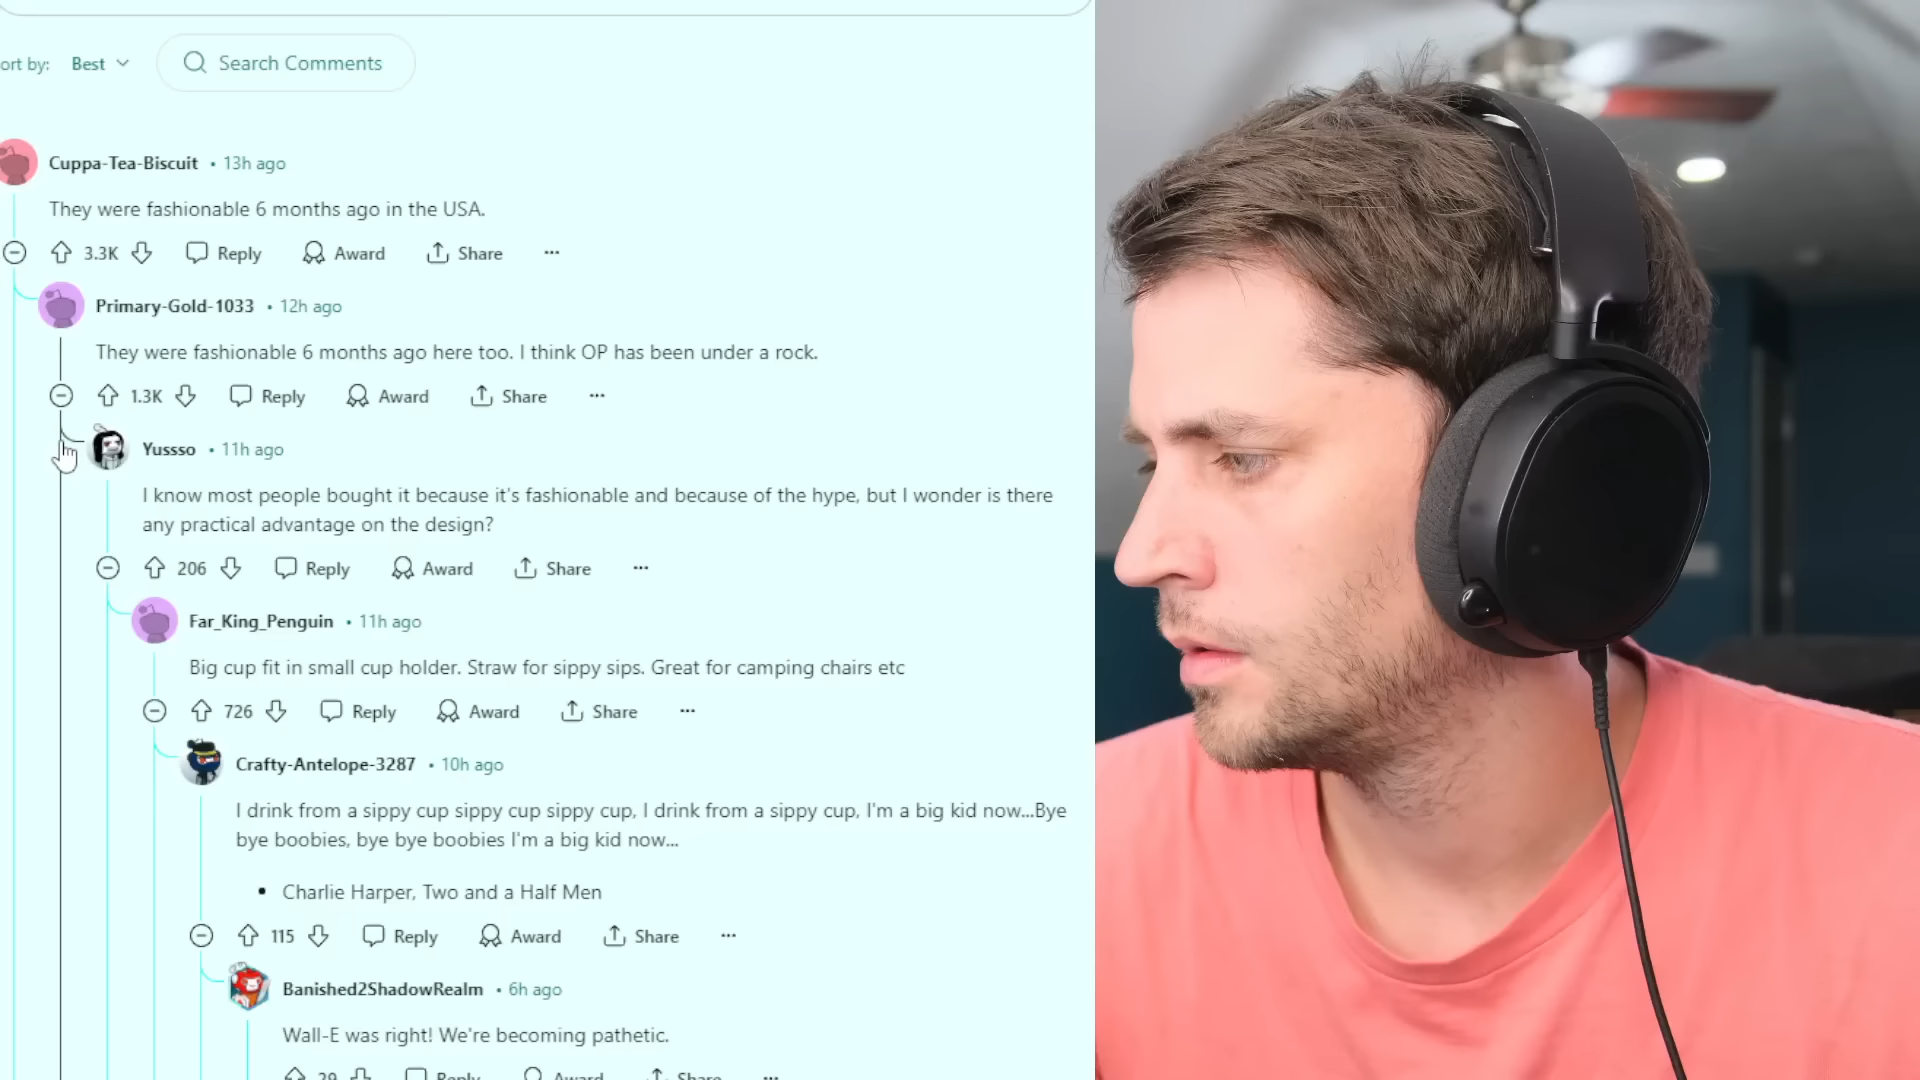 ort by: Best Search Comments
Cuppa-Tea-Biscuit • 13h ago
They were fashionable 6 months ago in the USA.
3.3K Reply Award Share ...
Primary-Gold-1033 • 12h ago
They were fashionable 6 months ago here too. I think OP has been under a rock.
1.3K Reply Award Share ...
Yussso • 11h ago
I know most people bought it because it's fashionable and because of the hype, but I wonder is there
any practical advantage on the design?
206 Reply Award Share ...
Far_King_Penguin • 11h ago
Big cup fit in small cup holder. Straw for sippy sips. Great for camping chairs etc
726 Reply Award Share ...
Crafty-Antelope-3287 • 10h ago
I drink from a sippy cup sippy cup sippy cup, I drink from a sippy cup, I'm a big kid now...Bye
bye boobies, bye bye boobies I'm a big kid now...
• Charlie Harper, Two and a Half Men
115 Reply Award Share ...
Banished2ShadowRealm • 6h ago
Wall-E was right! We're becoming pathetic.
29 Reply Award Share ...